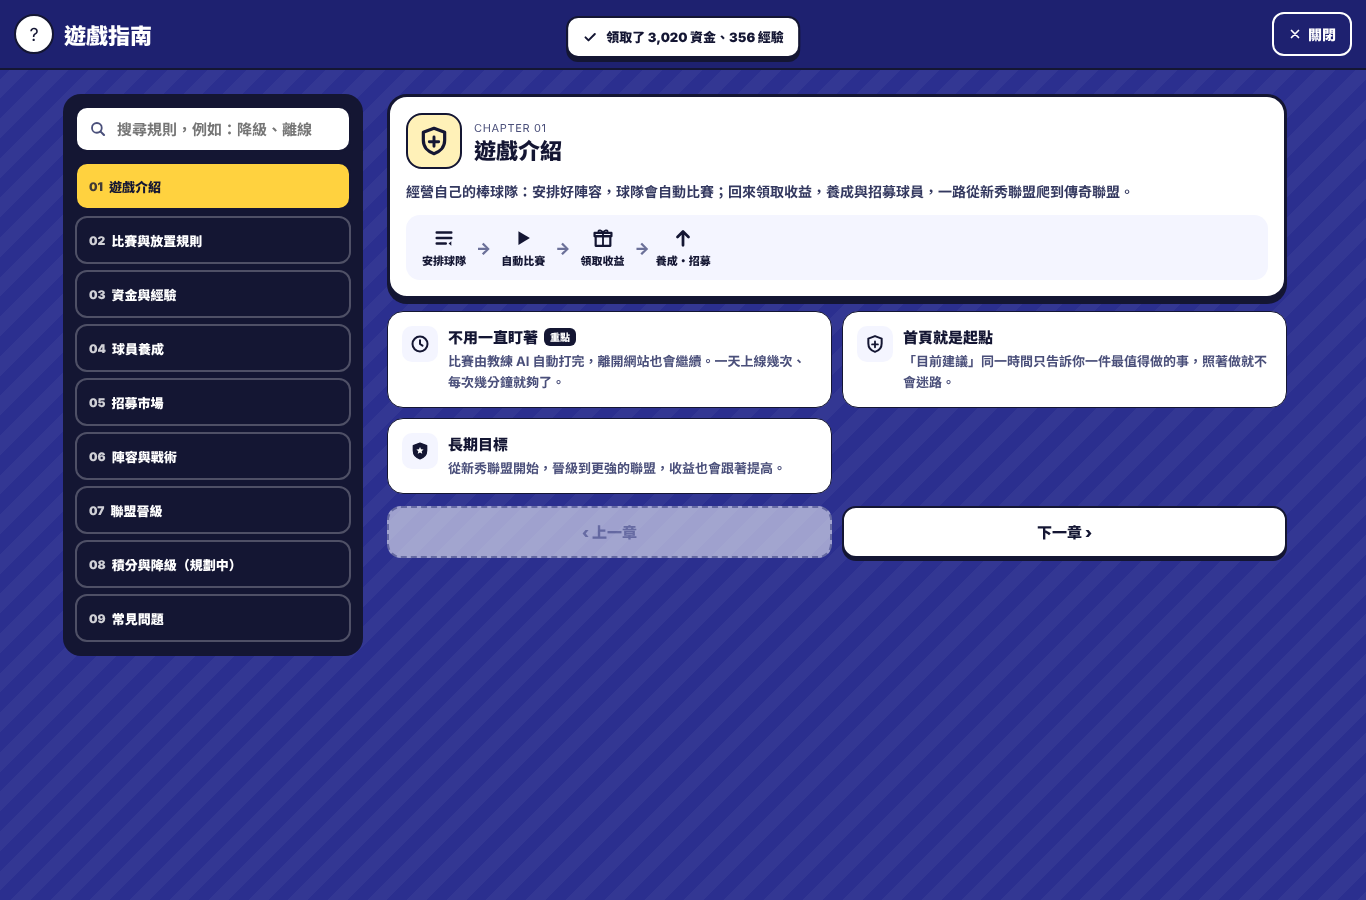 ?
遊戲指南
領取了 3,020 資金、356 經驗
× 關閉
搜尋規則，例如：降級、離線
01 遊戲介紹
02 比賽與放置規則
03 資金與經驗
04 球員養成
05 招募市場
06 陣容與戰術
07 聯盟晉級
08 積分與降級（規劃中）
09 常見問題
CHAPTER 01
遊戲介紹
經營自己的棒球隊：安排好陣容，球隊會自動比賽；回來領取收益，養成與招募球員，一路從新秀聯盟爬到傳奇聯盟。
安排球隊
自動比賽
領取收益
養成・招募
不用一直盯著 重點
比賽由教練 AI 自動打完，離開網站也會繼續。一天上線幾次、
每次幾分鐘就夠了。
首頁就是起點
「目前建議」同一時間只告訴你一件最值得做的事，照著做就不
會迷路。
長期目標
從新秀聯盟開始，晉級到更強的聯盟，收益也會跟著提高。
‹ 上一章
下一章 ›